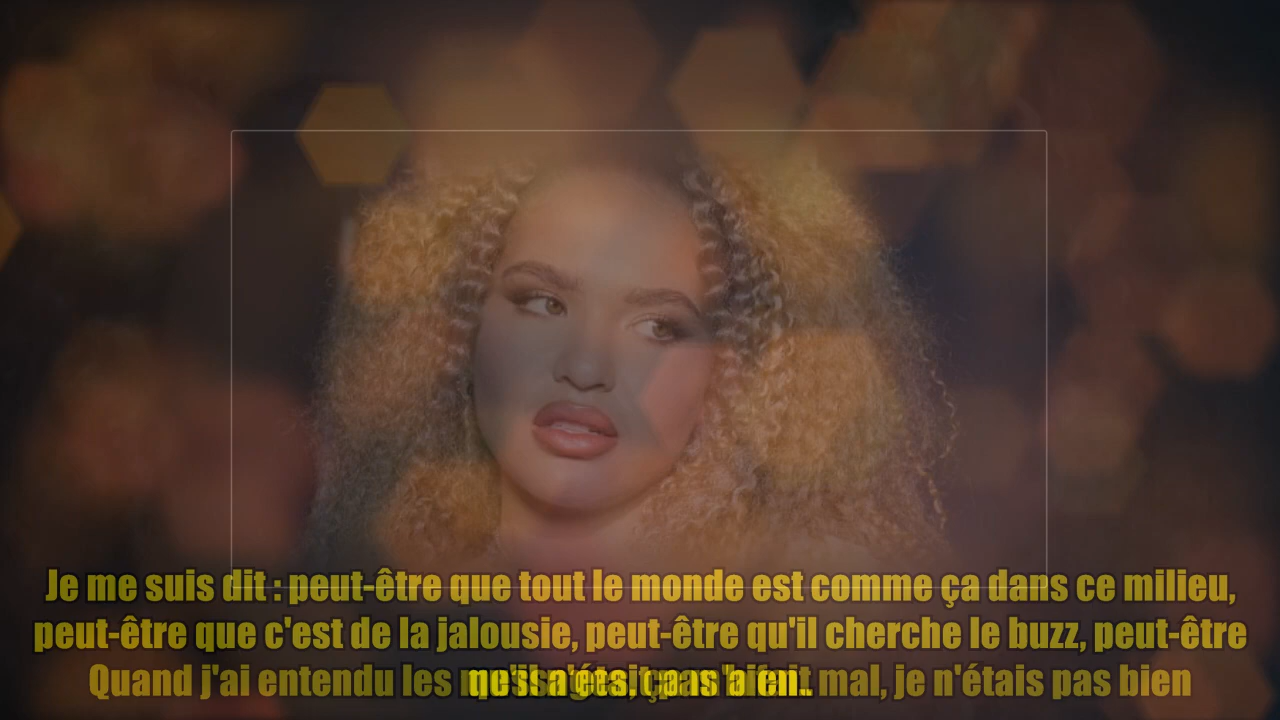 Je me suis dit : peut-être que tout le monde est comme ça dans ce milieu,
peut-être que c'est de la jalousie, peut-être qu'il cherche le buzz, peut-être
Quand j'ai entendu les mal, je n'étais pas bien